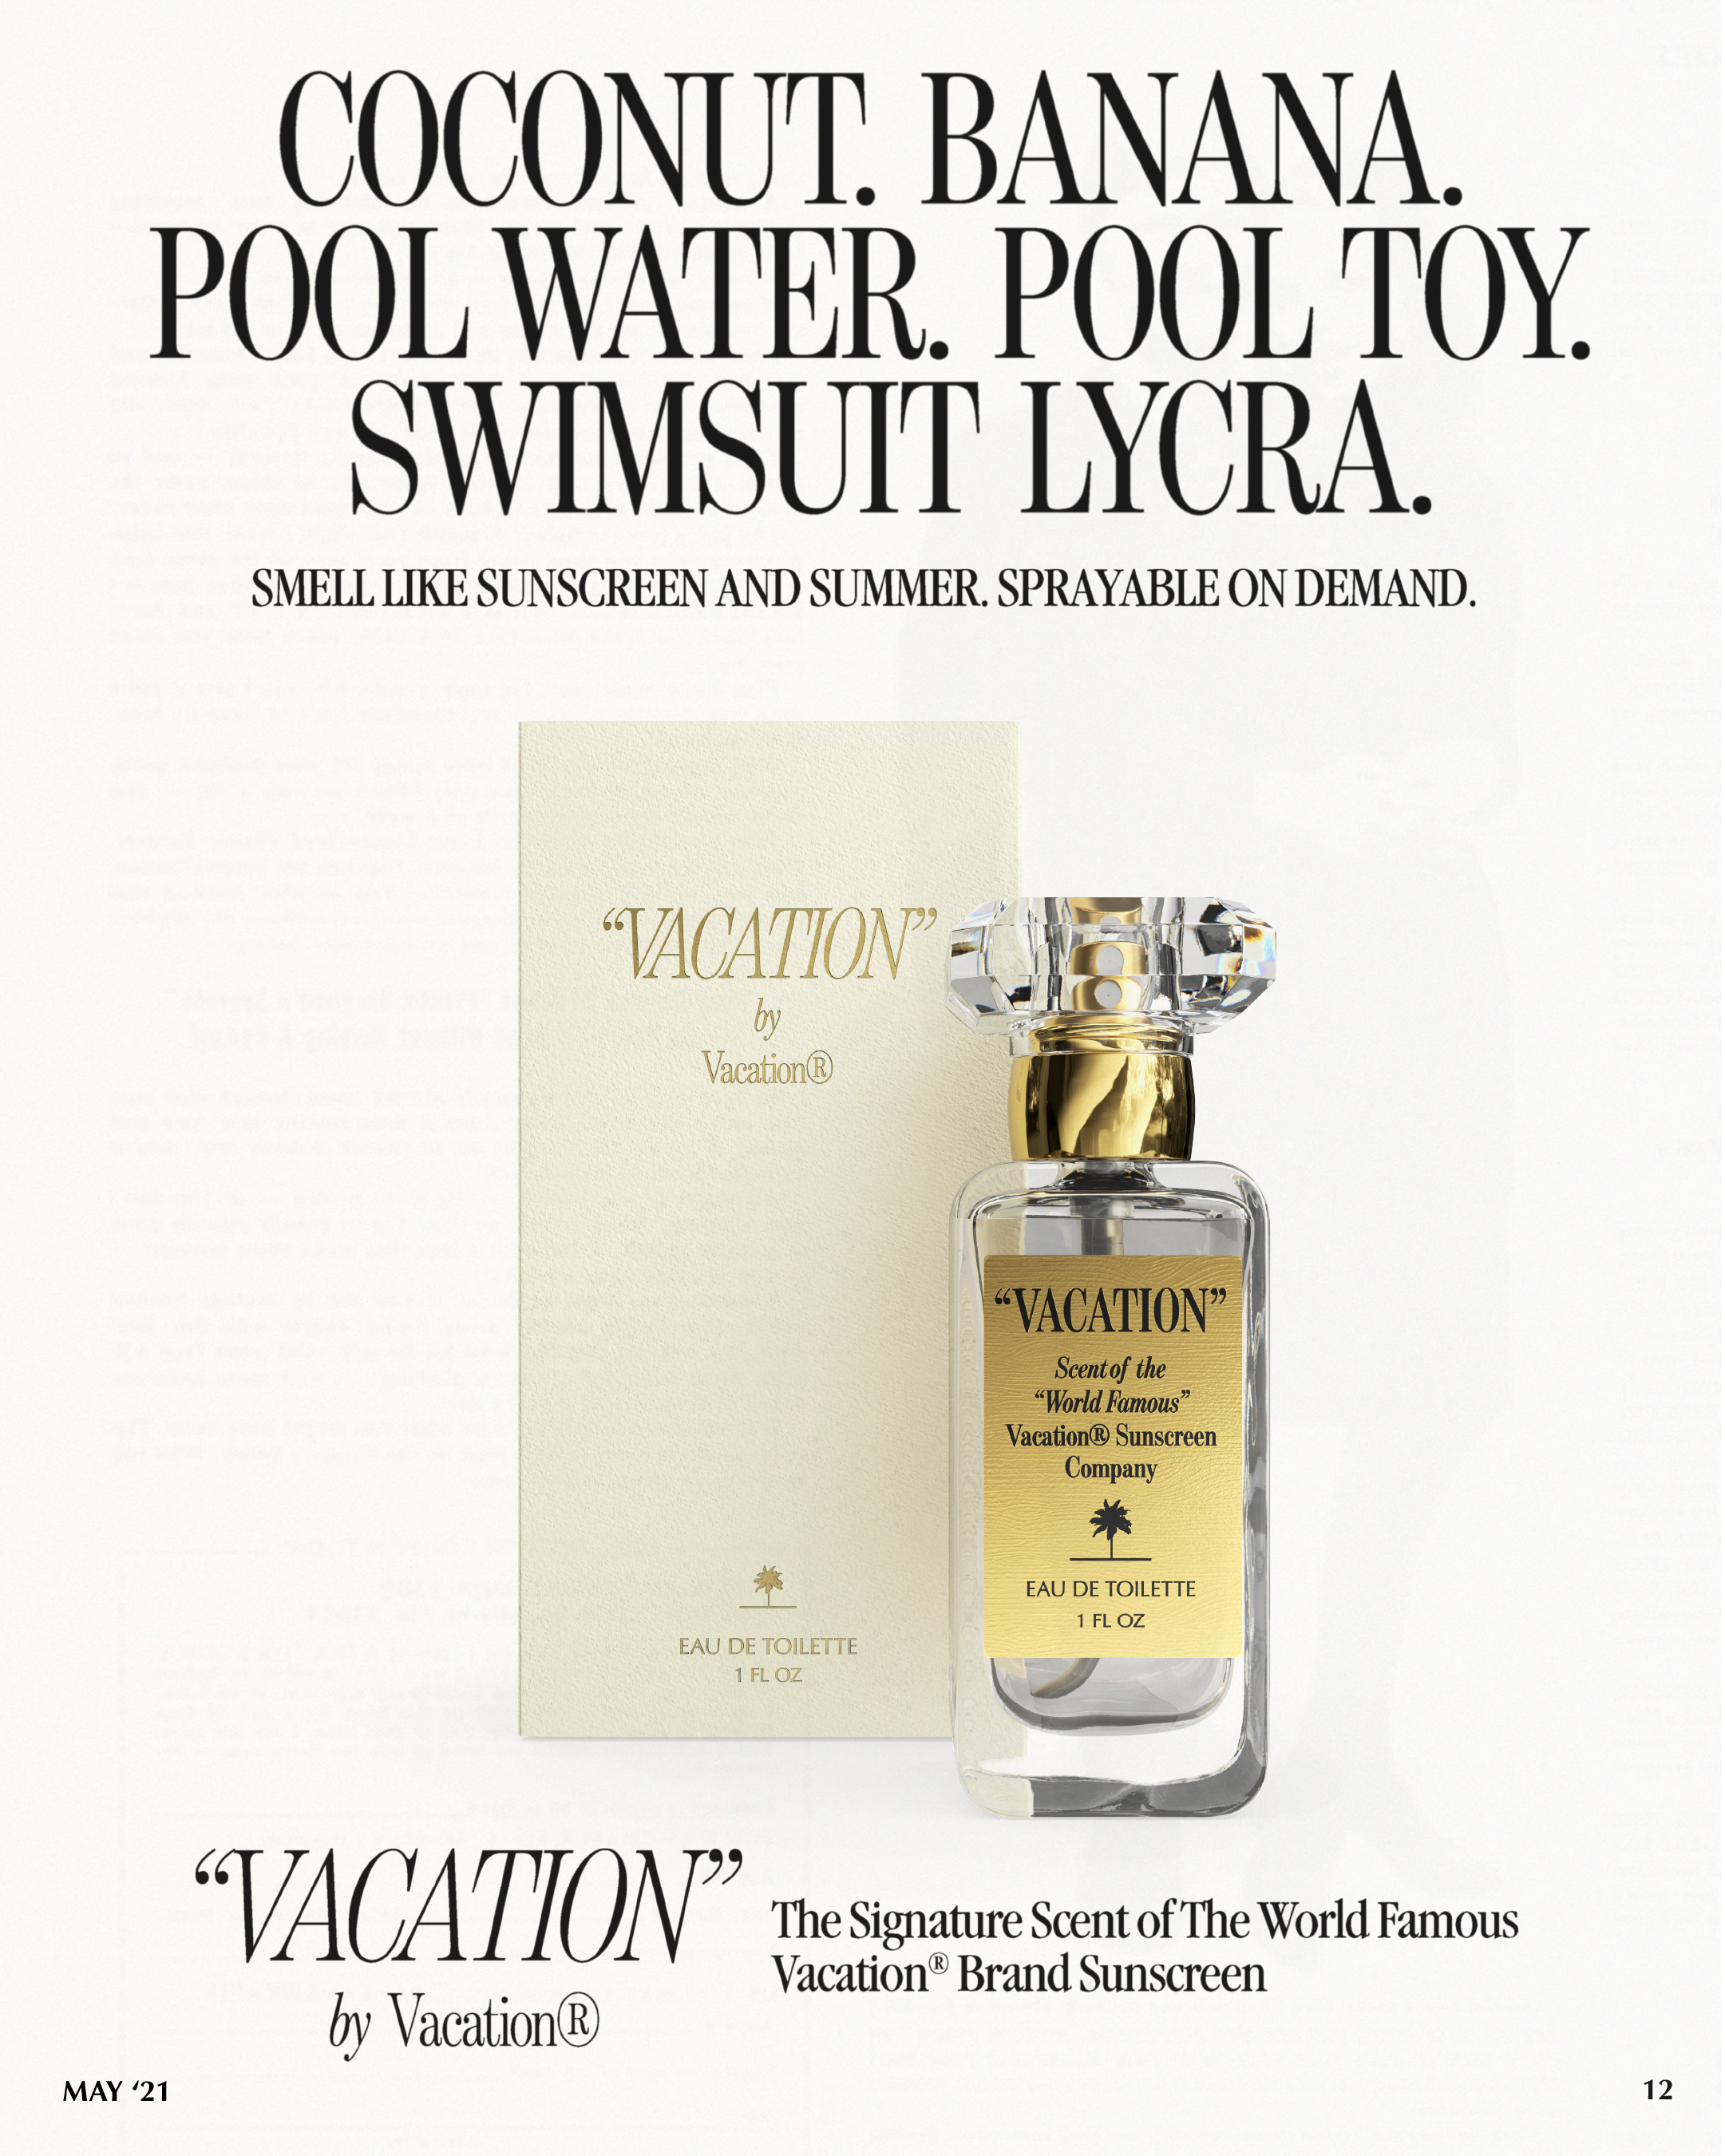 COCONUT. BANANA.
POOL WATER. POOL TOY.
SWIMSUIT LYCRA.
SMELL LIKE SUNSCREEN AND SUMMER. SPRAYABLE ON DEMAND.
“VACATION”
by
Vacation®
EAU DE TOILETTE
1 FL OZ
“VACATION”
Scent of the
“World Famous”
Vacation® Sunscreen
Company
EAU DE TOILETTE
1 FL OZ
“VACATION”
by Vacation®
The Signature Scent of The World Famous
Vacation® Brand Sunscreen
MAY ‘21
12